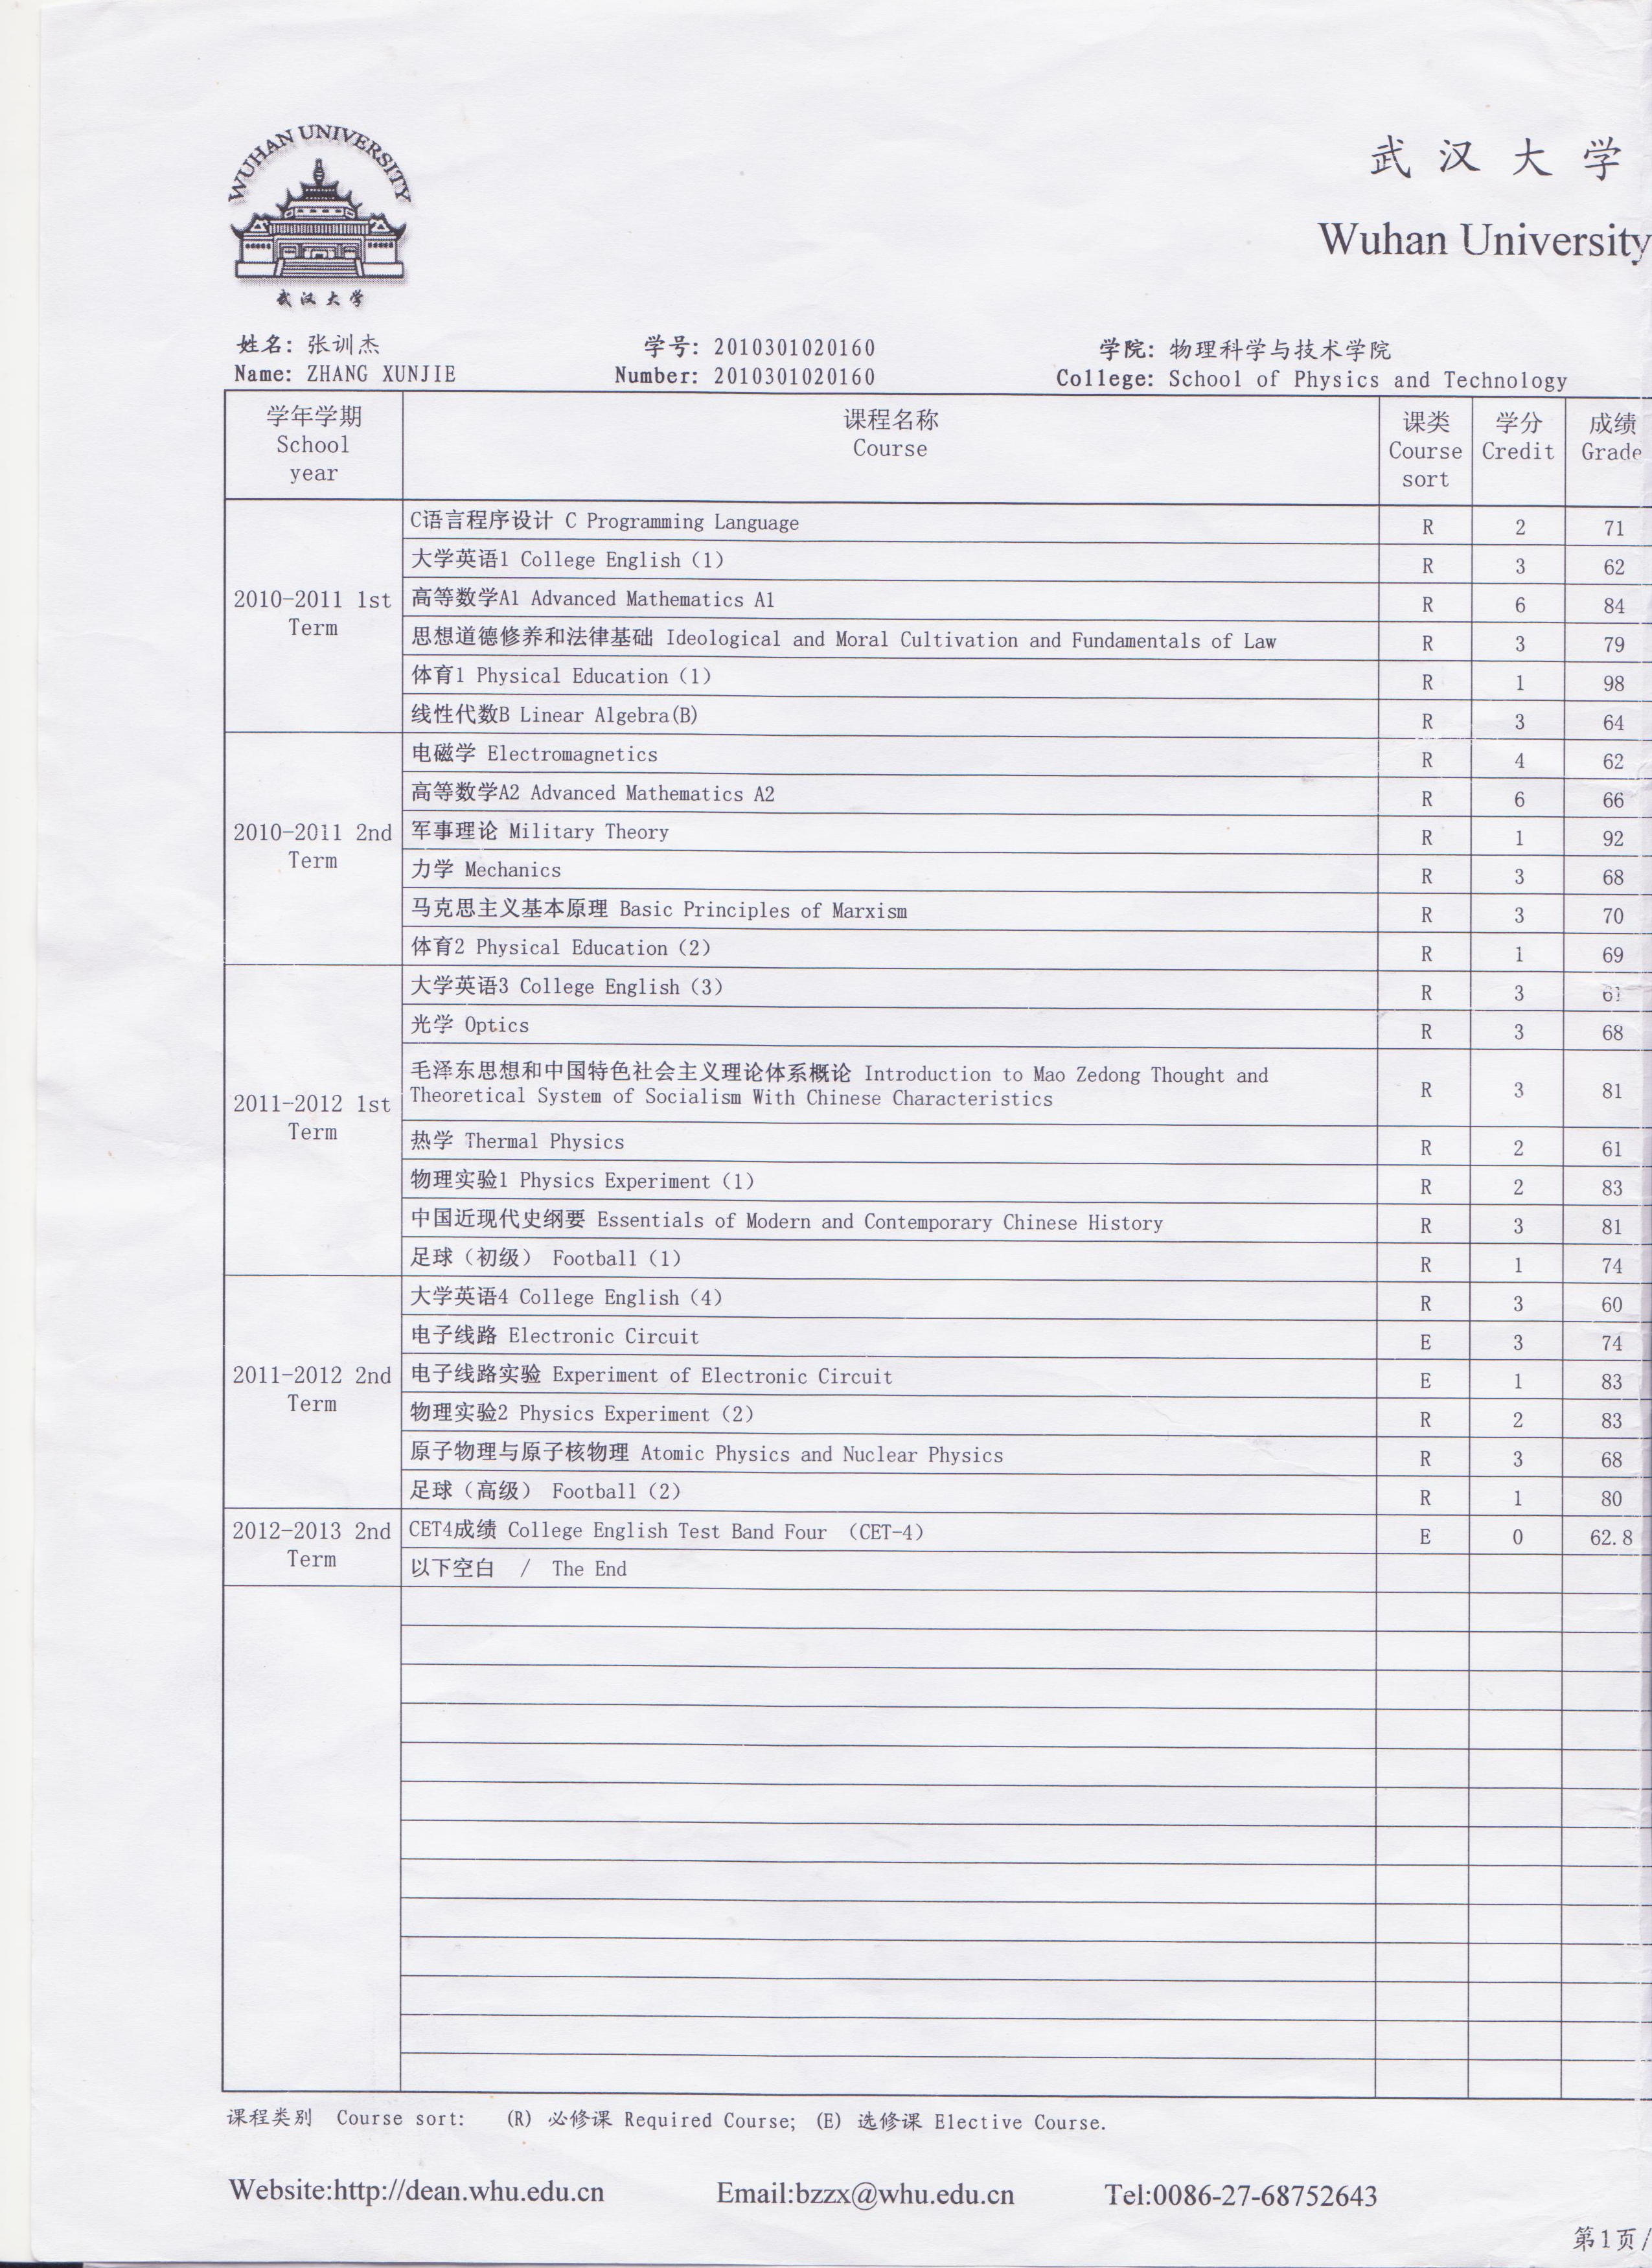 WUHAN UNIVERSITY
武汉大学
武汉大学
Wuhan University
姓名: 张训杰 学号: 2010301020160 学院: 物理科学与技术学院
Name: ZHANG XUNJIE Number: 2010301020160 College: School of Physics and Technology
学年学期 课程名称 课类 学分 成绩
School Course Course Credit Grade
year sort
C语言程序设计 C Programming Language R 2 71
大学英语1 College English (1) R 3 62
2010-2011 1st 高等数学A1 Advanced Mathematics A1 R 6 84
Term 思想道德修养和法律基础 Ideological and Moral Cultivation and Fundamentals of Law R 3 79
体育1 Physical Education (1) R 1 98
线性代数B Linear Algebra(B) R 3 64
电磁学 Electromagnetics R 4 62
高等数学A2 Advanced Mathematics A2 R 6 66
2010-2011 2nd 军事理论 Military Theory R 1 92
Term 力学 Mechanics R 3 68
马克思主义基本原理 Basic Principles of Marxism R 3 70
体育2 Physical Education (2) R 1 69
大学英语3 College English (3) R 3 61
光学 Optics R 3 68
毛泽东思想和中国特色社会主义理论体系概论 Introduction to Mao Zedong Thought and
2011-2012 1st Theoretical System of Socialism With Chinese Characteristics R 3 81
Term 热学 Thermal Physics R 2 61
物理实验1 Physics Experiment (1) R 2 83
中国近现代史纲要 Essentials of Modern and Contemporary Chinese History R 3 81
足球（初级） Football (1) R 1 74
大学英语4 College English (4) R 3 60
电子线路 Electronic Circuit E 3 74
2011-2012 2nd 电子线路实验 Experiment of Electronic Circuit E 1 83
Term 物理实验2 Physics Experiment (2) R 2 83
原子物理与原子核物理 Atomic Physics and Nuclear Physics R 3 68
足球（高级） Football (2) R 1 80
2012-2013 2nd CET4成绩 College English Test Band Four （CET-4） E 0 62.8
Term 以下空白 / The End
课程类别 Course sort: (R) 必修课 Required Course; (E) 选修课 Elective Course.
Website:http://dean.whu.edu.cn Email:bzzx@whu.edu.cn Tel:0086-27-68752643
第1页/